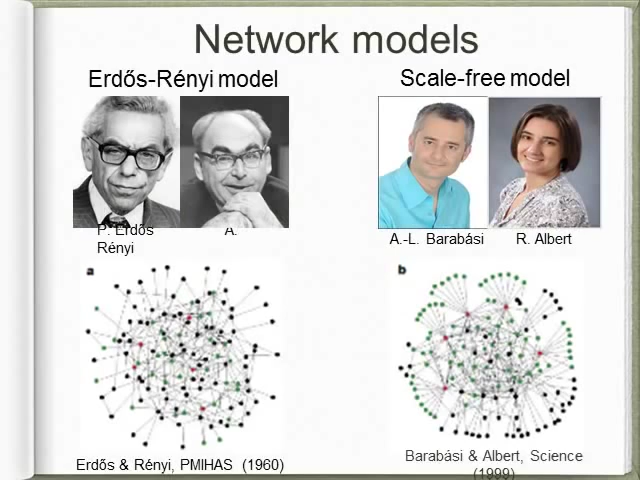 Network models
Erdős-Rényi model
Scale-free model
P. Erdős A.
Rényi
A.-L. Barabási R. Albert
a
b
Erdős & Rényi, PMIHAS (1960)
Barabási & Albert, Science
(1999)